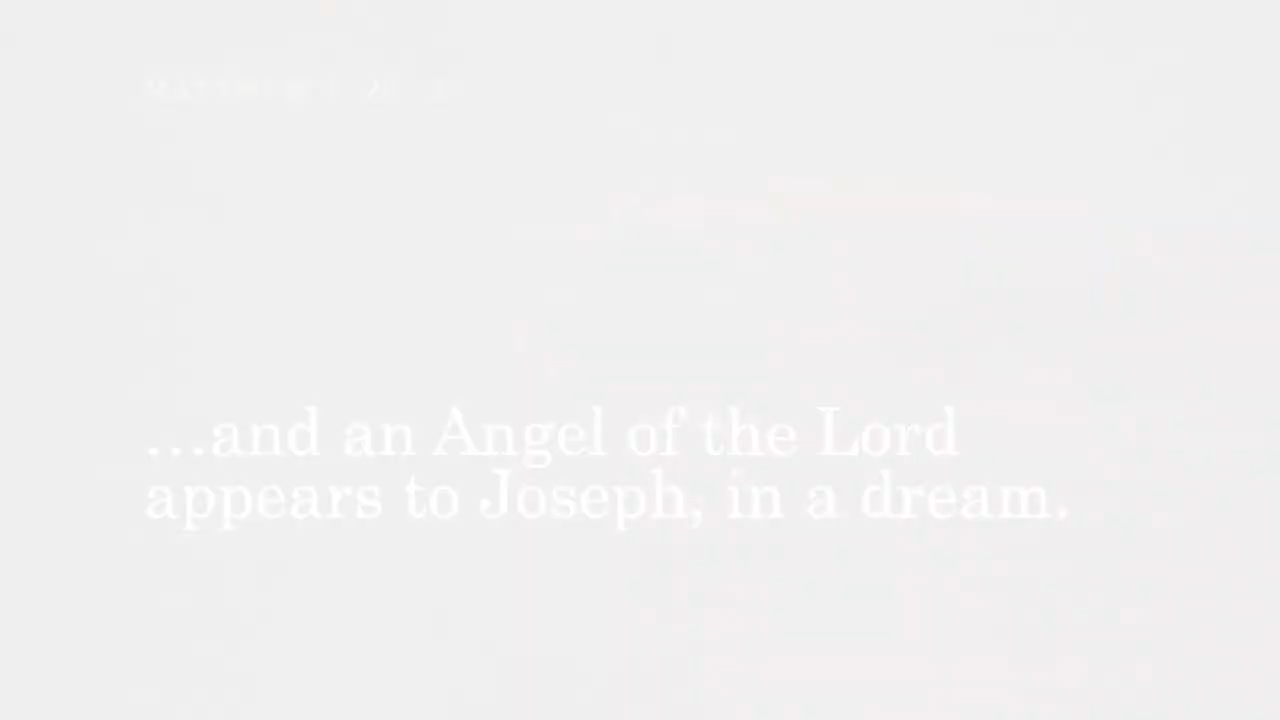 …and an Angel of the Lord
appears to Joseph, in a dream.